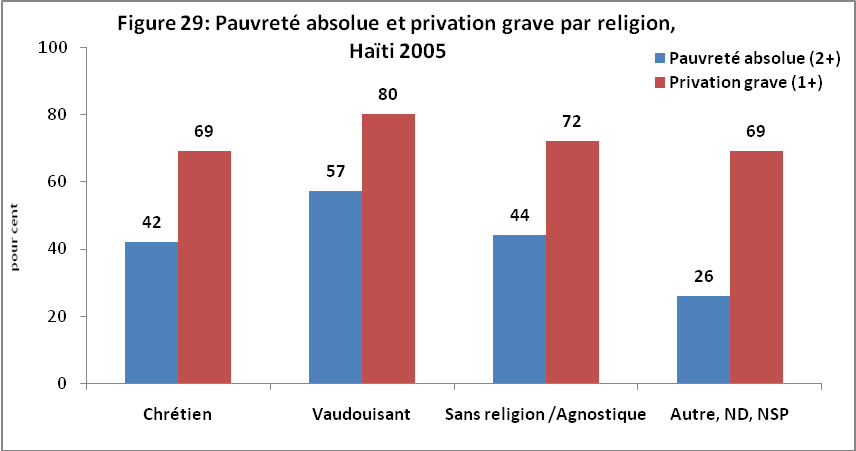 Figure 29: Pauvreté absolue et privation grave par religion,
Haïti 2005
Pauvreté absolue (2+)
Privation grave (1+)
pour cent
100
80
60
40
20
0
42
69
57
80
44
72
26
69
Chrétien
Vaudouisant
Sans religion /Agnostique
Autre, ND, NSP